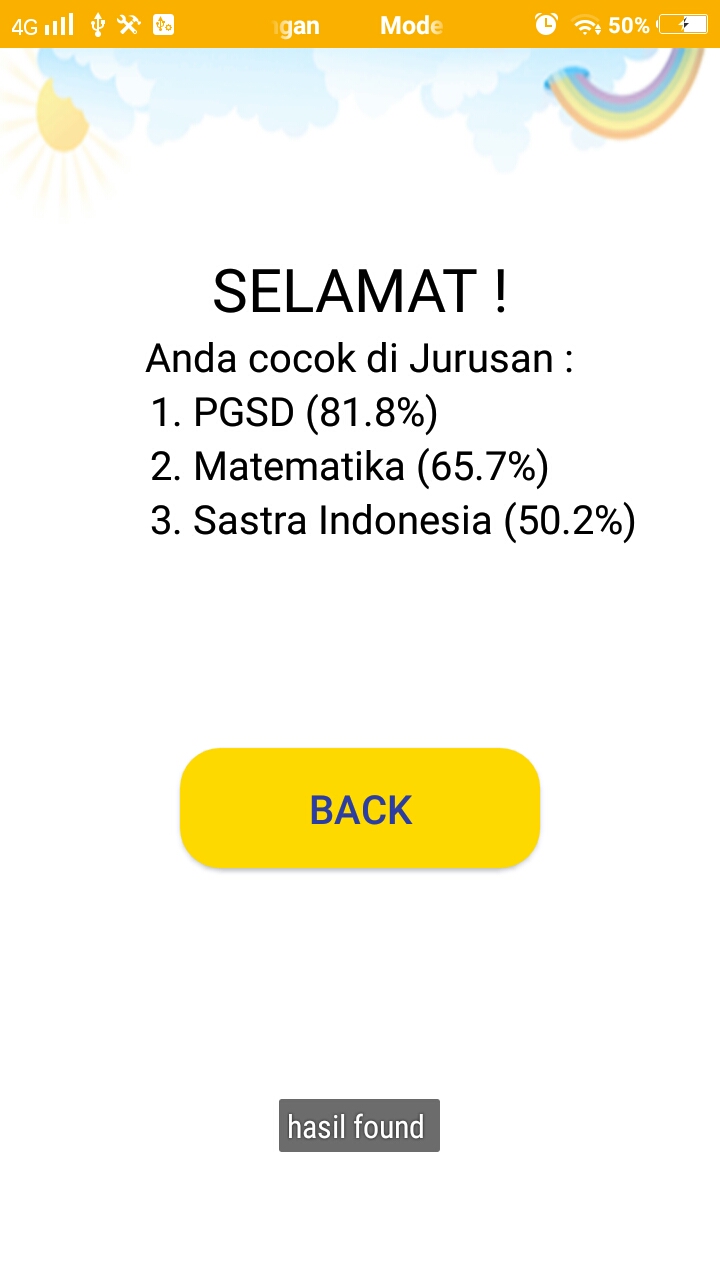 4G ngan Mode 50%
SELAMAT !
Anda cocok di Jurusan :
1. PGSD (81.8%)
2. Matematika (65.7%)
3. Sastra Indonesia (50.2%)
BACK
hasil found